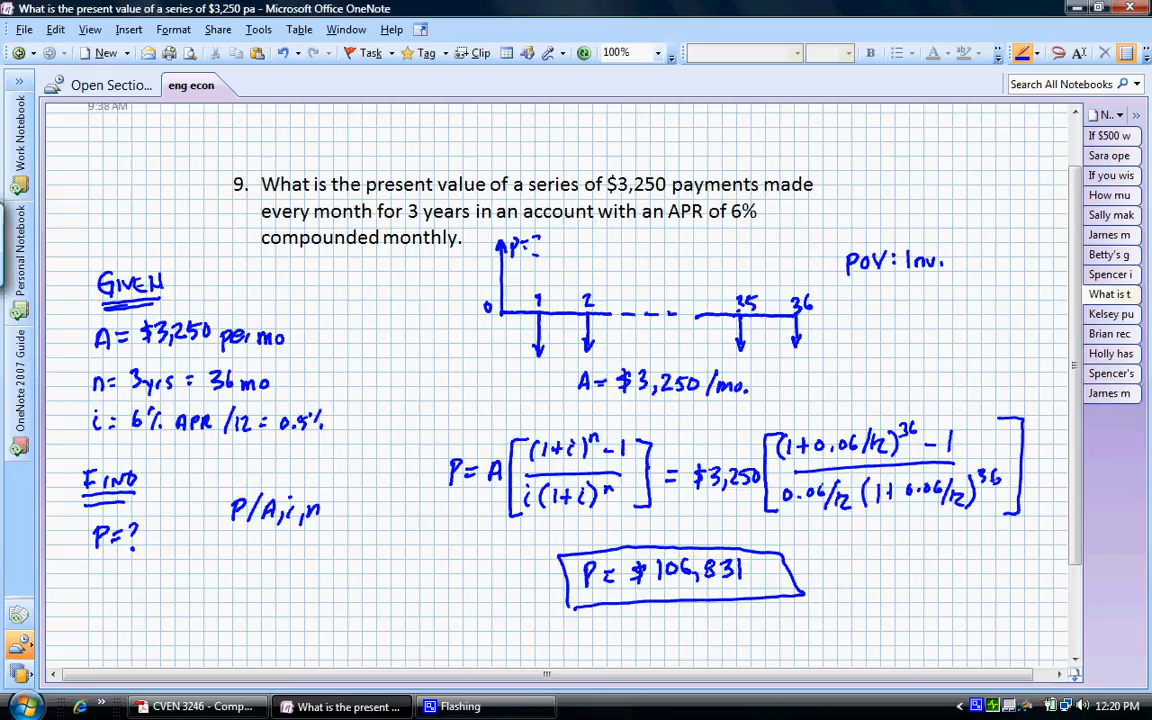 What is the present value of a series of $3,250 pa - Microsoft Office OneNote
File Edit View Insert Format Share Tools Table Window Help
New Task Tag Clip 100% B A
Open Sectio... eng econ Search All Notebooks
9:38 AM
Work Notebook
Personal Notebook
OneNote 2007 Guide
N..
If $500 w
Sara ope
If you wis
How mu
Sally mak
James m
Betty's g
Spencer i
What is t
Kelsey pu
Brian rec
Holly has
Spencer's
James m
9. What is the present value of a series of $3,250 payments made
every month for 3 years in an account with an APR of 6%
compounded monthly.
P=?
POV: Inv.
0 1 2 35 36
A= $3,250/mo.
GIVEN
A= $3,250 per mo
n= 3yrs = 36 mo
i= 6% APR /12 = 0.5%
FIND
P=?
P/A,i,n
P= A [ (1+i)^n - 1 / i(1+i)^n ] = $3,250 [ (1+0.06/12)^36 - 1 / 0.06/12 (1+0.06/12)^36 ]
P= $106,831
CVEN 3246 - Comp... What is the present ... Flashing 12:20 PM